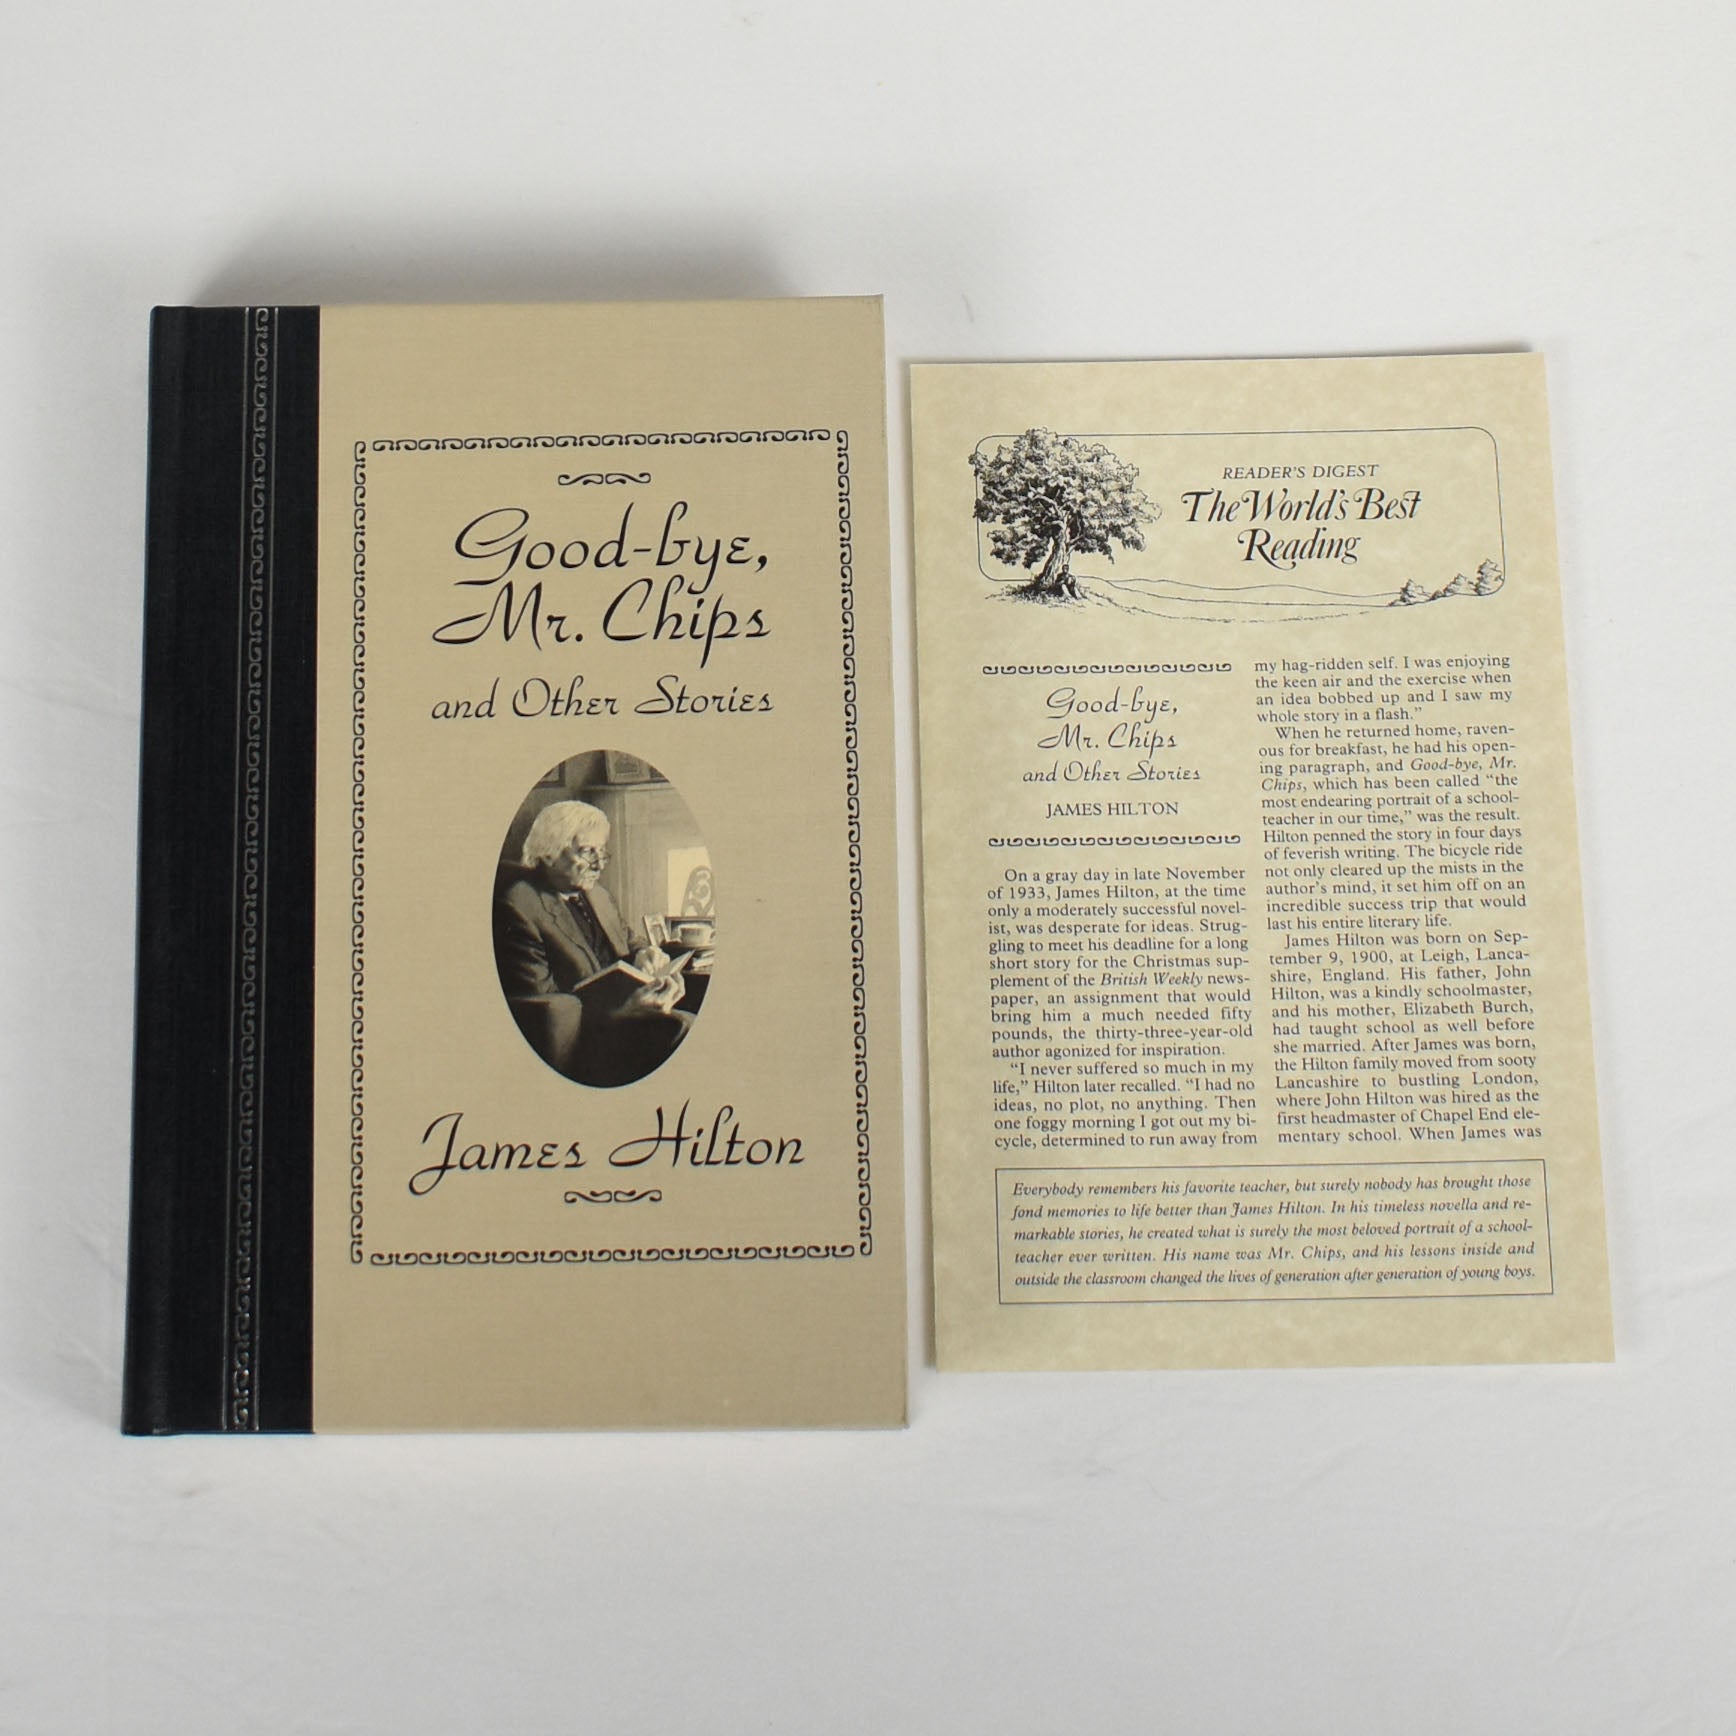 Good-bye,
Mr. Chips
and Other Stories
James Hilton
READER'S DIGEST
The World's Best
Reading
Good-bye,
Mr. Chips
and Other Stories
JAMES HILTON
On a gray day in late November
of 1933, James Hilton, at the time
only a moderately successful novel-
ist, was desperate for ideas. Strug-
gling to meet his deadline for a long
short story for the Christmas sup-
plement of the British Weekly news-
paper, an assignment that would
bring him a much needed fifty
pounds, the thirty-three-year-old
author agonized for inspiration.
“I never suffered so much in my
life,” Hilton later recalled. “I had no
ideas, no plot, no anything. Then
one foggy morning I got out my bi-
cycle, determined to run away from
my hag-ridden self. I was enjoying
the keen air and the exercise when
an idea bobbed up and I saw my
whole story in a flash.”
When he returned home, raven-
ous for breakfast, he had his open-
ing paragraph, and Good-bye, Mr.
Chips, which has been called “the
most endearing portrait of a school-
teacher in our time,” was the result.
Hilton penned the story in four days
of feverish writing. The bicycle ride
not only cleared up the mists in the
author's mind, it set him off on an
incredible success trip that would
last his entire literary life.
James Hilton was born on Sep-
tember 9, 1900, at Leigh, Lanca-
shire, England. His father, John
Hilton, was a kindly schoolmaster,
and his mother, Elizabeth Burch,
had taught school as well before
she married. After James was born,
the Hilton family moved from sooty
Lancashire to bustling London,
where John Hilton was hired as the
first headmaster of Chapel End ele-
mentary school. When James was
Everybody remembers his favorite teacher, but surely nobody has brought those
fond memories to life better than James Hilton. In his timeless novella and re-
markable stories, he created what is surely the most beloved portrait of a school-
teacher ever written. His name was Mr. Chips, and his lessons inside and
outside the classroom changed the lives of generation after generation of young boys.